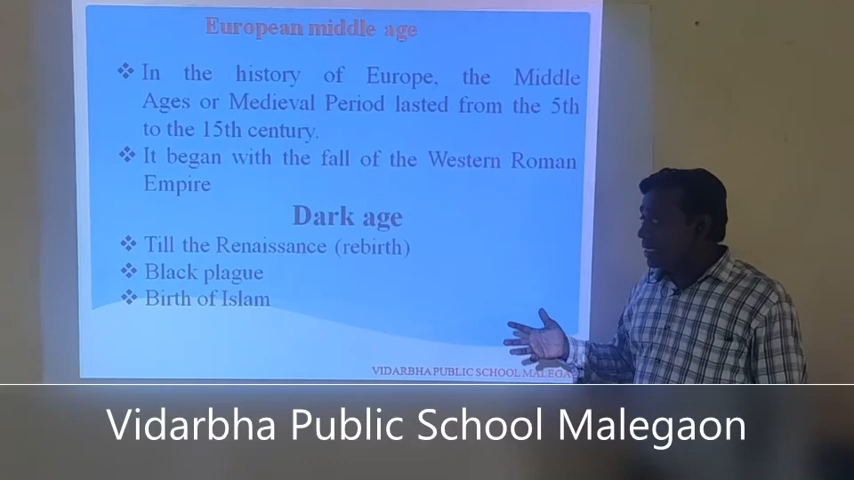 European middle age
❖ In the history of Europe, the Middle
Ages or Medieval Period lasted from the 5th
to the 15th century.
❖ It began with the fall of the Western Roman
Empire
Dark age
❖ Till the Renaissance (rebirth)
❖ Black plague
❖ Birth of Islam
VIDARBHA PUBLIC SCHOOL MALEGA
Vidarbha Public School Malegaon